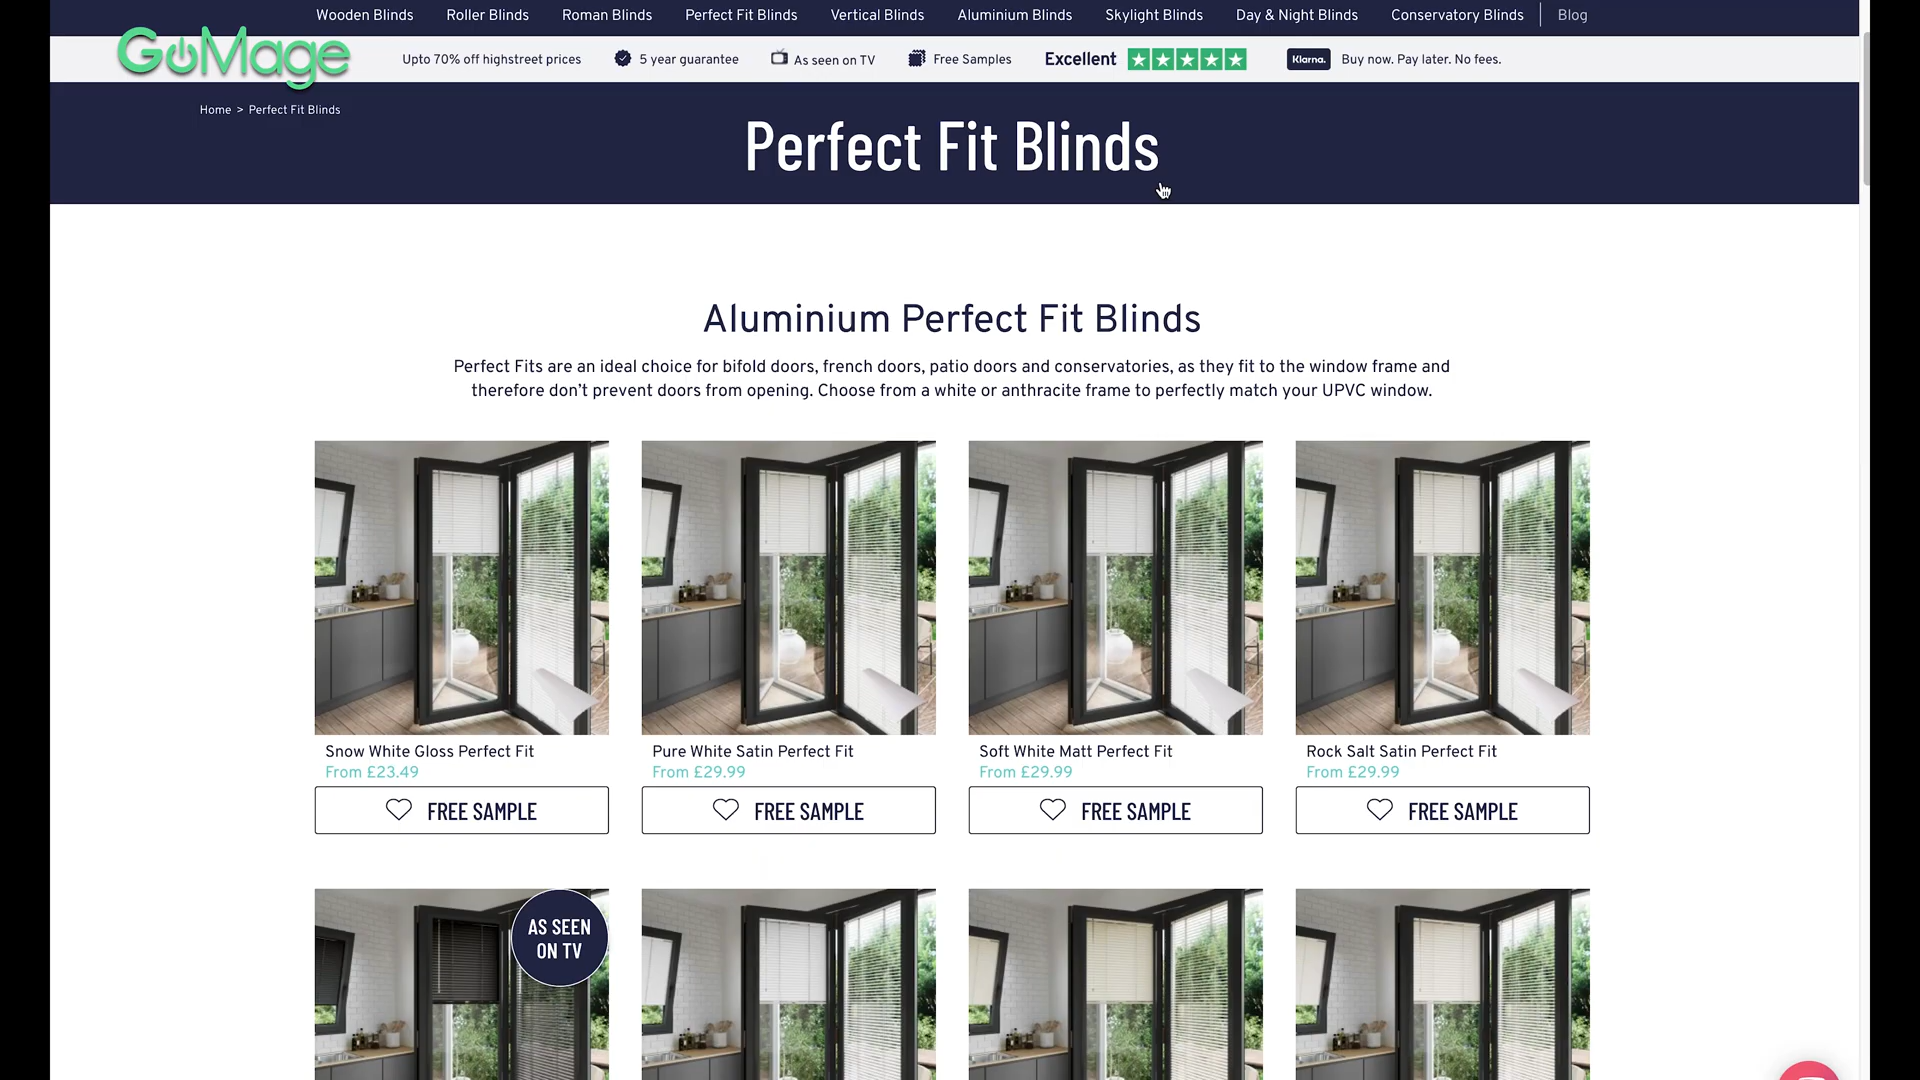 Wooden Blinds Roller Blinds Roman Blinds Perfect Fit Blinds Vertical Blinds Aluminium Blinds Skylight Blinds Day & Night Blinds Conservatory Blinds Blog
GoMage
Upto 70% off highstreet prices 5 year guarantee As seen on TV Free Samples Excellent Klarna. Buy now. Pay later. No fees.
Home > Perfect Fit Blinds
Perfect Fit Blinds
Aluminium Perfect Fit Blinds
Perfect Fits are an ideal choice for bifold doors, french doors, patio doors and conservatories, as they fit to the window frame and
therefore don’t prevent doors from opening. Choose from a white or anthracite frame to perfectly match your UPVC window.
Snow White Gloss Perfect Fit
From £23.49
FREE SAMPLE
Pure White Satin Perfect Fit
From £29.99
FREE SAMPLE
Soft White Matt Perfect Fit
From £29.99
FREE SAMPLE
Rock Salt Satin Perfect Fit
From £29.99
FREE SAMPLE
AS SEEN
ON TV